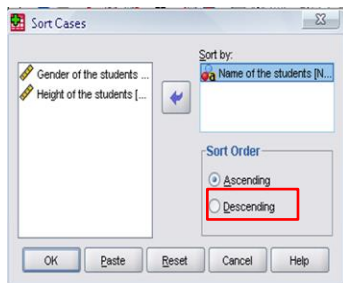 Sort Cases
Sort by:
Gender of the students ...
Height of the students [...
Name of the students [N...
Sort Order
Ascending
Descending
OK
Paste
Reset
Cancel
Help